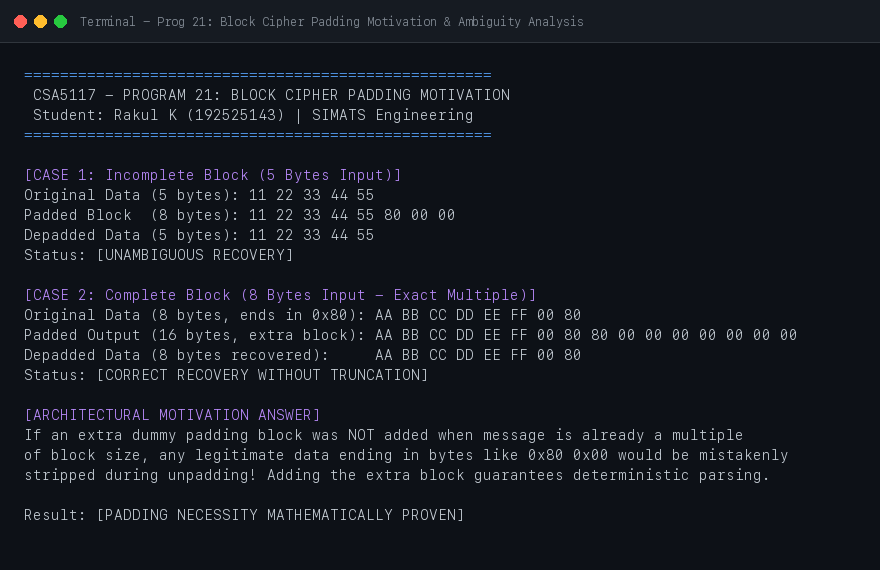 Terminal — Prog 21: Block Cipher Padding Motivation & Ambiguity Analysis
====================================================
CSA5117 — PROGRAM 21: BLOCK CIPHER PADDING MOTIVATION
Student: Rakul K (192525143) | SIMATS Engineering
====================================================
[CASE 1: Incomplete Block (5 Bytes Input)]
Original Data (5 bytes): 11 22 33 44 55
Padded Block  (8 bytes): 11 22 33 44 55 80 00 00
Depadded Data (5 bytes): 11 22 33 44 55
Status: [UNAMBIGUOUS RECOVERY]
[CASE 2: Complete Block (8 Bytes Input — Exact Multiple)]
Original Data (8 bytes, ends in 0x80): AA BB CC DD EE FF 00 80
Padded Output (16 bytes, extra block): AA BB CC DD EE FF 00 80 80 00 00 00 00 00 00 00
Depadded Data (8 bytes recovered):     AA BB CC DD EE FF 00 80
Status: [CORRECT RECOVERY WITHOUT TRUNCATION]
[ARCHITECTURAL MOTIVATION ANSWER]
If an extra dummy padding block was NOT added when message is already a multiple
of block size, any legitimate data ending in bytes like 0x80 0x00 would be mistakenly
stripped during unpadding! Adding the extra block guarantees deterministic parsing.
Result: [PADDING NECESSITY MATHEMATICALLY PROVEN]